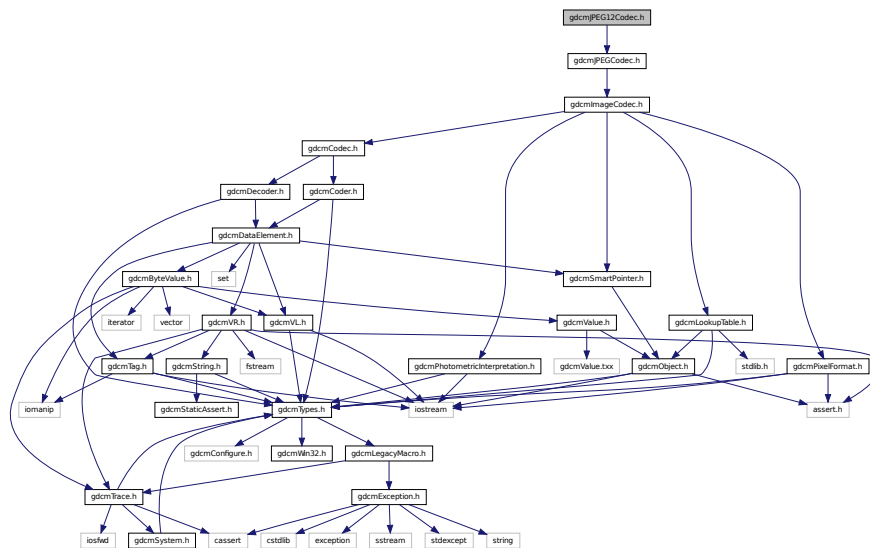 gdcmJPEG12Codec.h
gdcmJPEGCodec.h
gdcmImageCodec.h
gdcmCodec.h
gdcmDecoder.h
gdcmCoder.h
gdcmDataElement.h
gdcmByteValue.h
set
gdcmSmartPointer.h
iterator
vector
gdcmVR.h
gdcmVL.h
gdcmValue.h
gdcmLookupTable.h
gdcmTag.h
gdcmString.h
fstream
gdcmPhotometricInterpretation.h
gdcmValue.txx
gdcmObject.h
stdlib.h
gdcmPixelFormat.h
iomanip
gdcmStaticAssert.h
gdcmTypes.h
iostream
assert.h
gdcmConfigure.h
gdcmWin32.h
gdcmLegacyMacro.h
gdcmTrace.h
gdcmException.h
iosfwd
gdcmSystem.h
cassert
cstdlib
exception
sstream
stdexcept
string